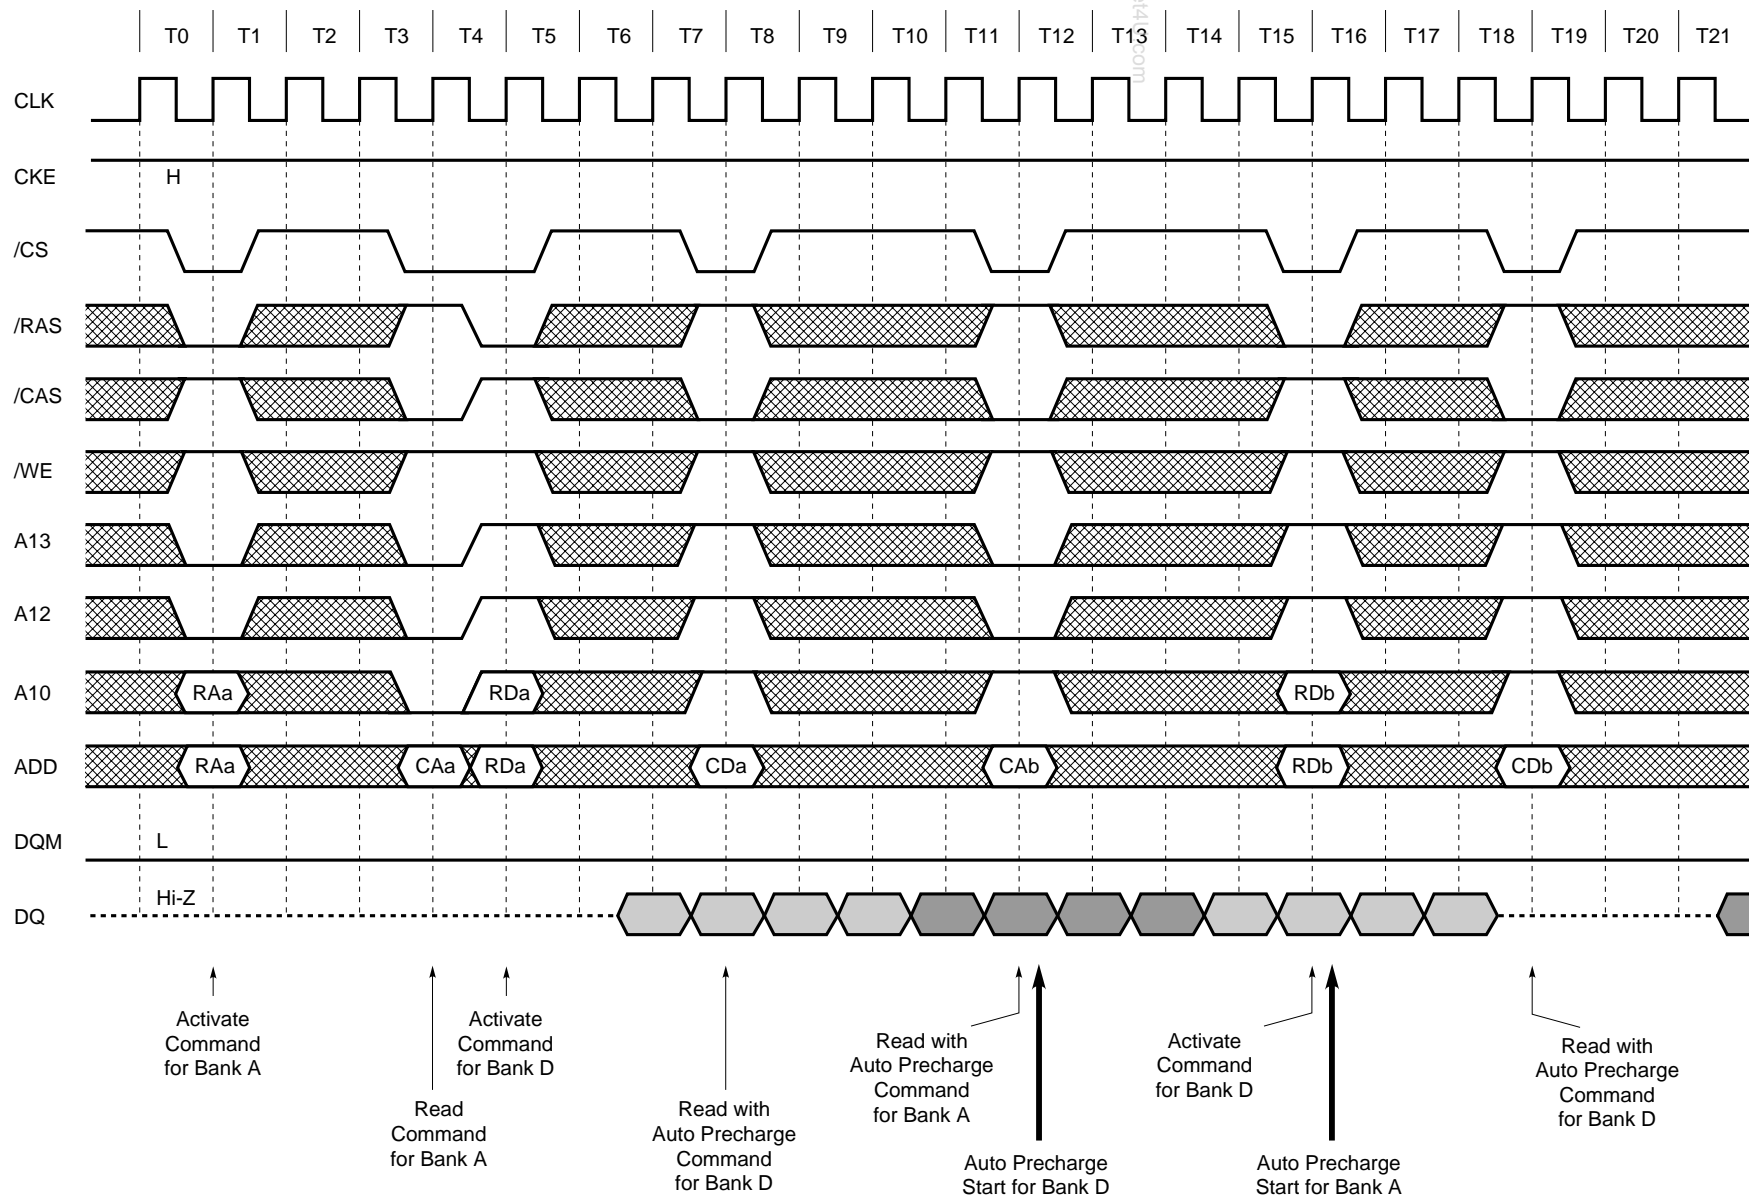 T0 T1 T2 T3 T4 T5 T6 T7 T8 T9 T10 T11 T12 T13 T14 T15 T16 T17 T18 T19 T20 T21
CLK
CKE H
/CS
/RAS
/CAS
/WE
A13
A12
A10 RAa RDa RDb
ADD RAa CAa RDa CDa CAb RDb CDb
DQM L
DQ Hi-Z
Activate
Command
for Bank A
Read
Command
for Bank A
Activate
Command
for Bank D
Read with
Auto Precharge
Command
for Bank D
Read with
Auto Precharge
Command
for Bank A
Auto Precharge
Start for Bank D
Activate
Command
for Bank D
Auto Precharge
Start for Bank A
Read with
Auto Precharge
Command
for Bank D